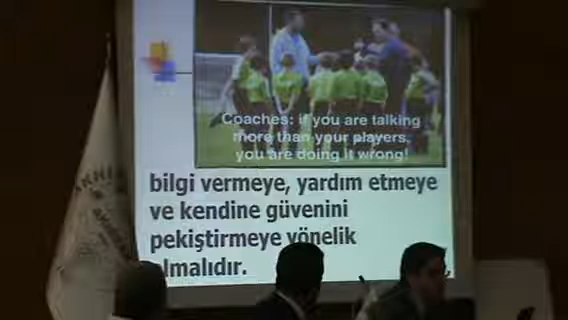 Coaches: if you are talking
more than your players,
you are doing it wrong!
bilgi vermeye, yardım etmeye
ve kendine güvenini
pekiştirmeye yönelik
olmalıdır.